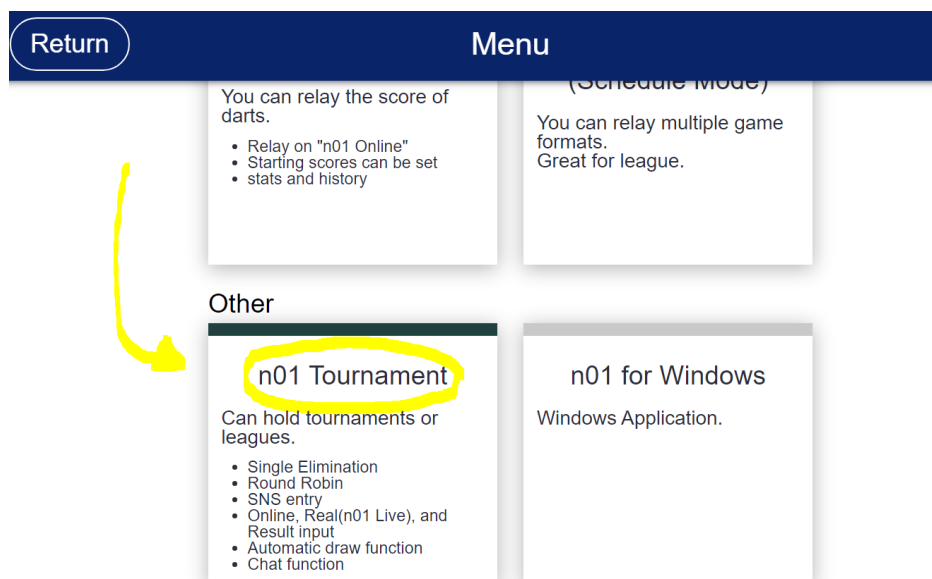 Return
Menu
You can relay the score of
darts.
Relay on "n01 Online"
Starting scores can be set
stats and history
(Schedule Mode)
You can relay multiple game
formats.
Great for league.
Other
n01 Tournament
Can hold tournaments or
leagues.
Single Elimination
Round Robin
SNS entry
Online, Real(n01 Live), and
Result input
Automatic draw function
Chat function
n01 for Windows
Windows Application.